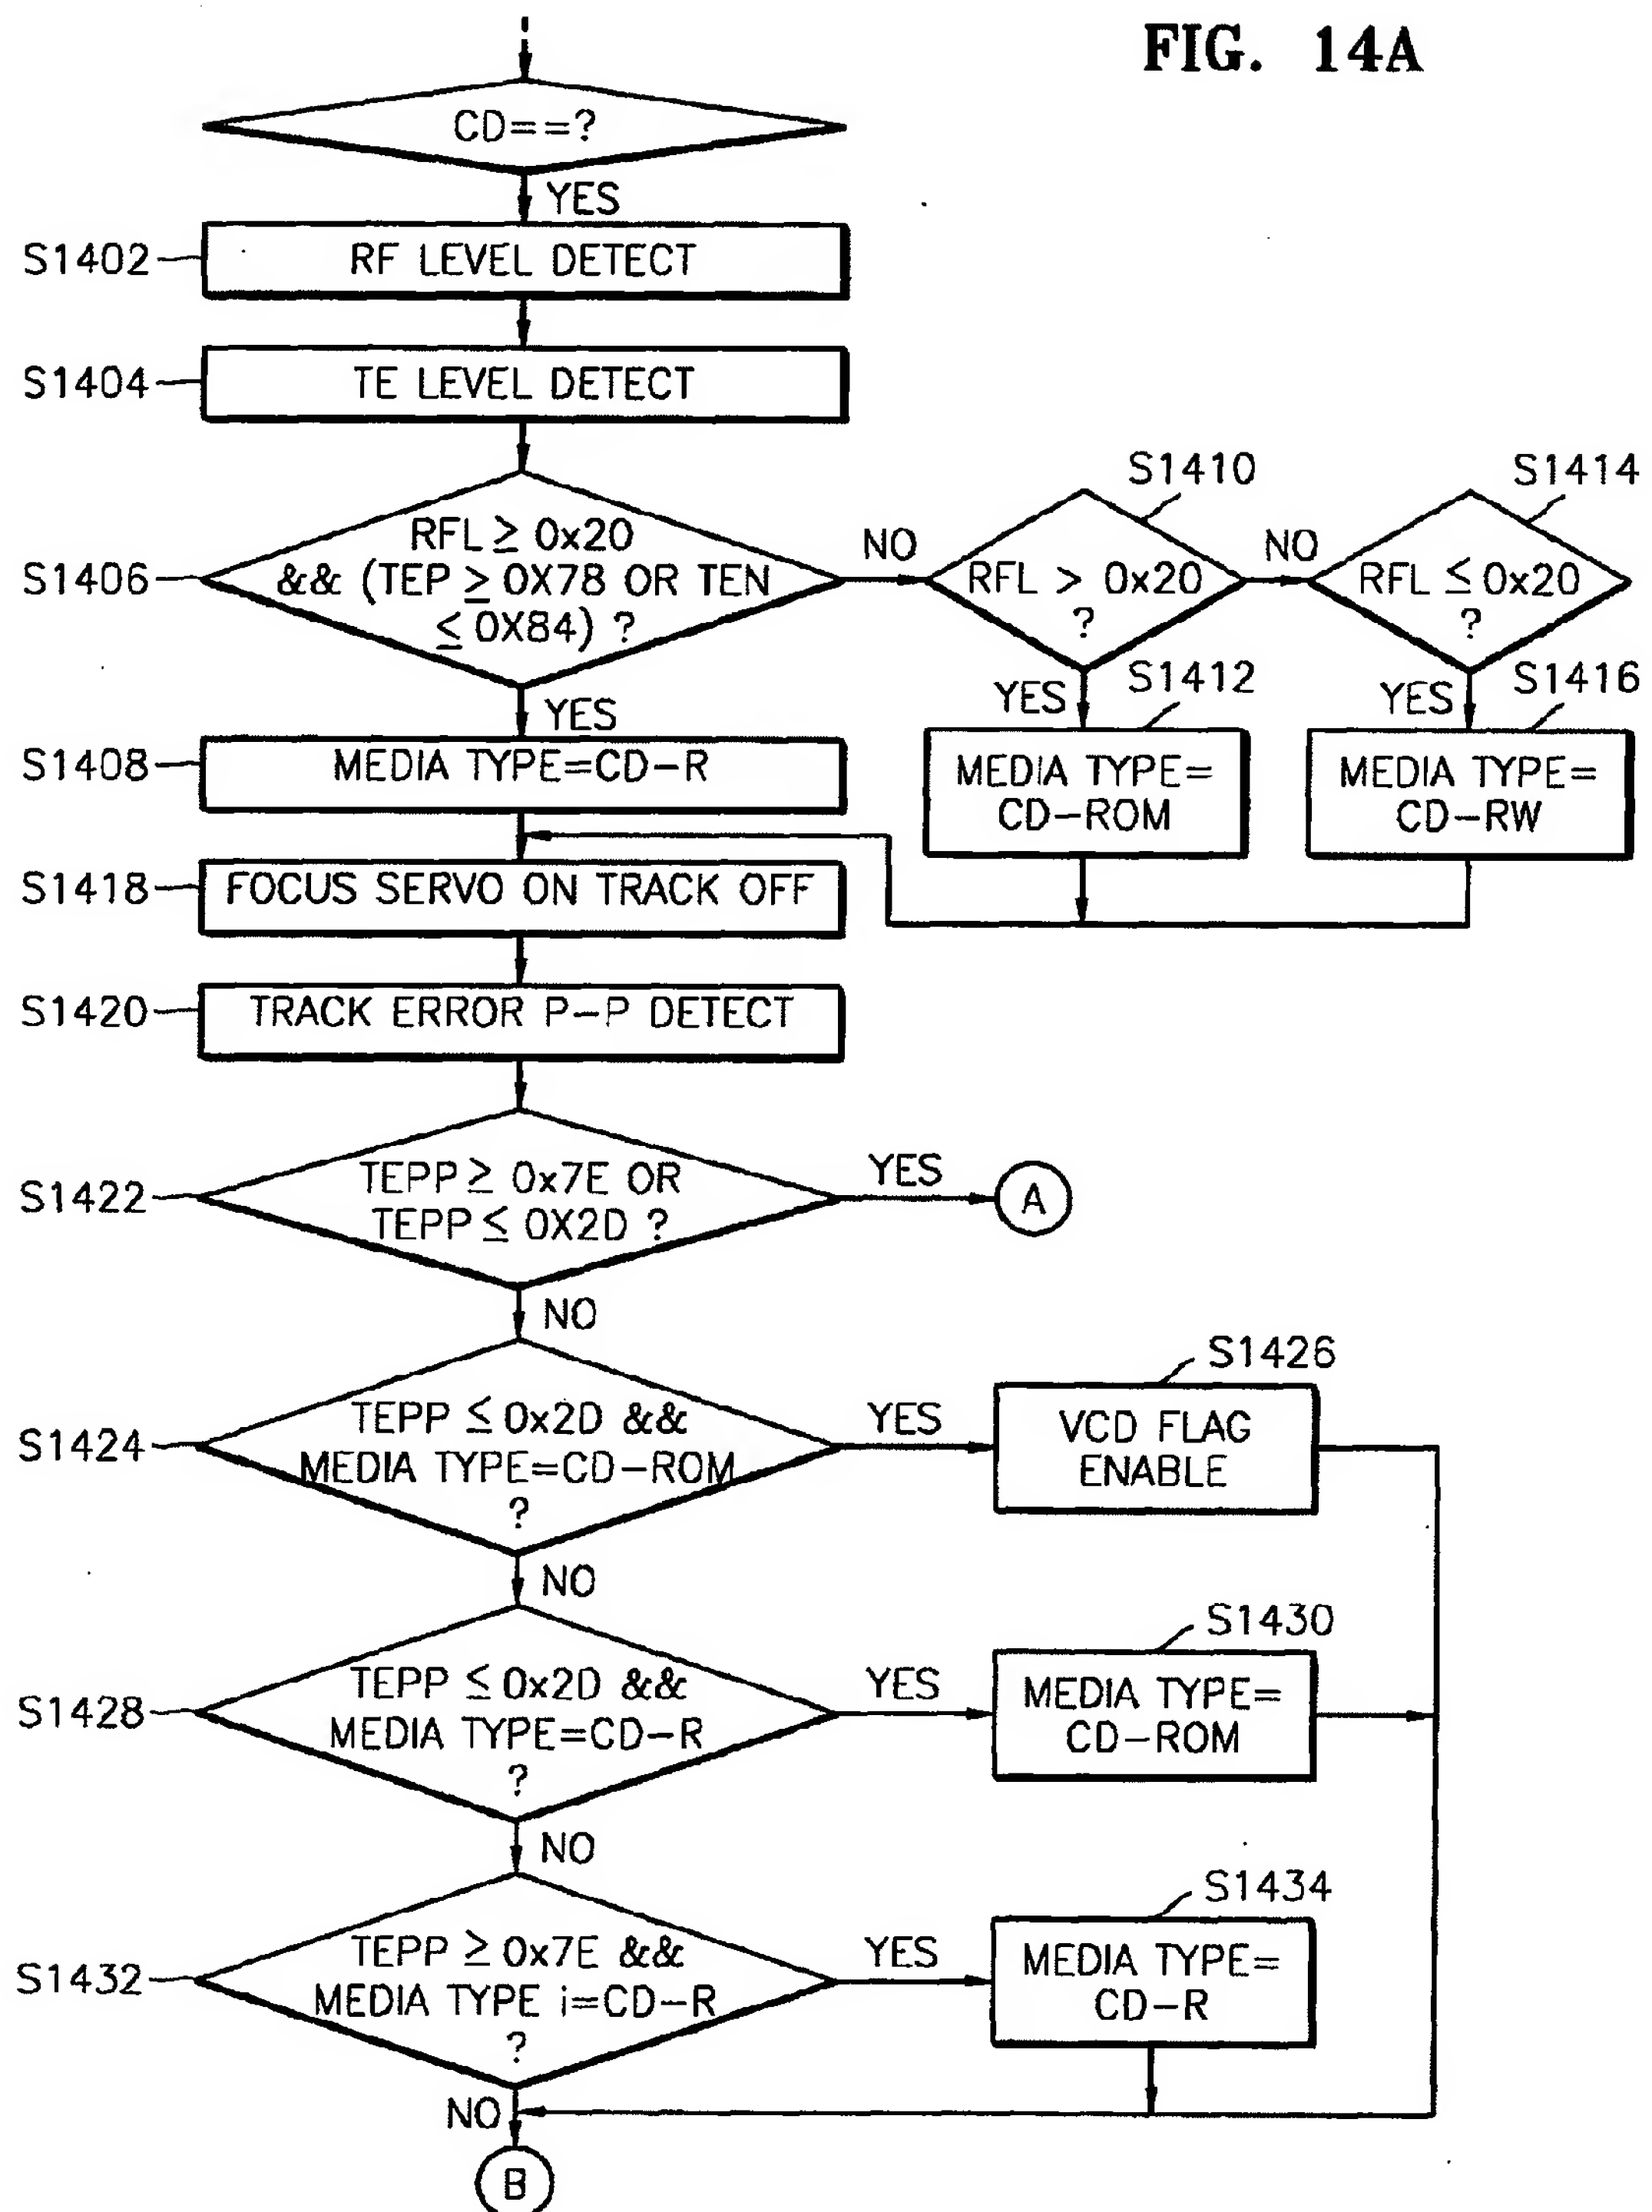 FIG. 14A
CD==?
YES
S1402
RF LEVEL DETECT
S1404
TE LEVEL DETECT
S1406
RFL ≥ 0x20
&& (TEP ≥ 0X78 OR TEN
≤ 0X84) ?
NO
S1410
RFL > 0x20
?
NO
S1414
RFL ≤ 0x20
?
YES
S1408
MEDIA TYPE=CD-R
YES
S1412
MEDIA TYPE=
CD-ROM
YES
S1416
MEDIA TYPE=
CD-RW
S1418
FOCUS SERVO ON TRACK OFF
S1420
TRACK ERROR P-P DETECT
S1422
TEPP ≥ 0x7E OR
TEPP ≤ 0X2D ?
YES
A
NO
S1424
TEPP ≤ 0x2D &&
MEDIA TYPE=CD-ROM
?
YES
S1426
VCD FLAG
ENABLE
NO
S1428
TEPP ≤ 0x2D &&
MEDIA TYPE=CD-R
?
YES
S1430
MEDIA TYPE=
CD-ROM
NO
S1432
TEPP ≥ 0x7E &&
MEDIA TYPE i=CD-R
?
YES
S1434
MEDIA TYPE=
CD-R
NO
B